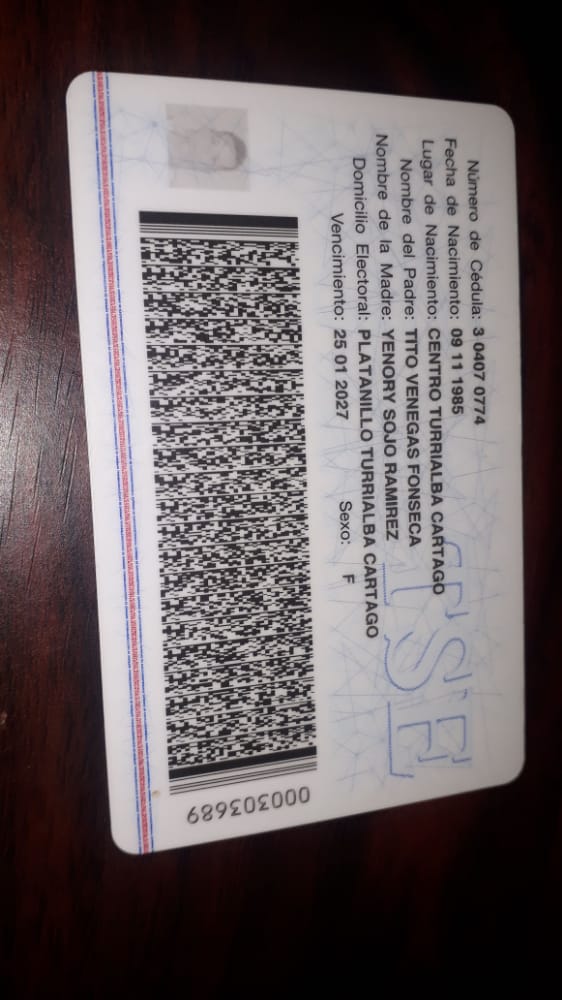 Número de Cédula: 3 0407 0774
Fecha de Nacimiento: 09 11 1985
Lugar de Nacimiento: CENTRO TURRIALBA CARTAGO
Nombre del Padre: TITO VENEGAS FONSECA
Nombre de la Madre: YENORY SOJO RAMIREZ
Domicilio Electoral: PLATANILLO TURRIALBA CARTAGO
Vencimiento: 25 01 2027 Sexo: F
TSE
000303689